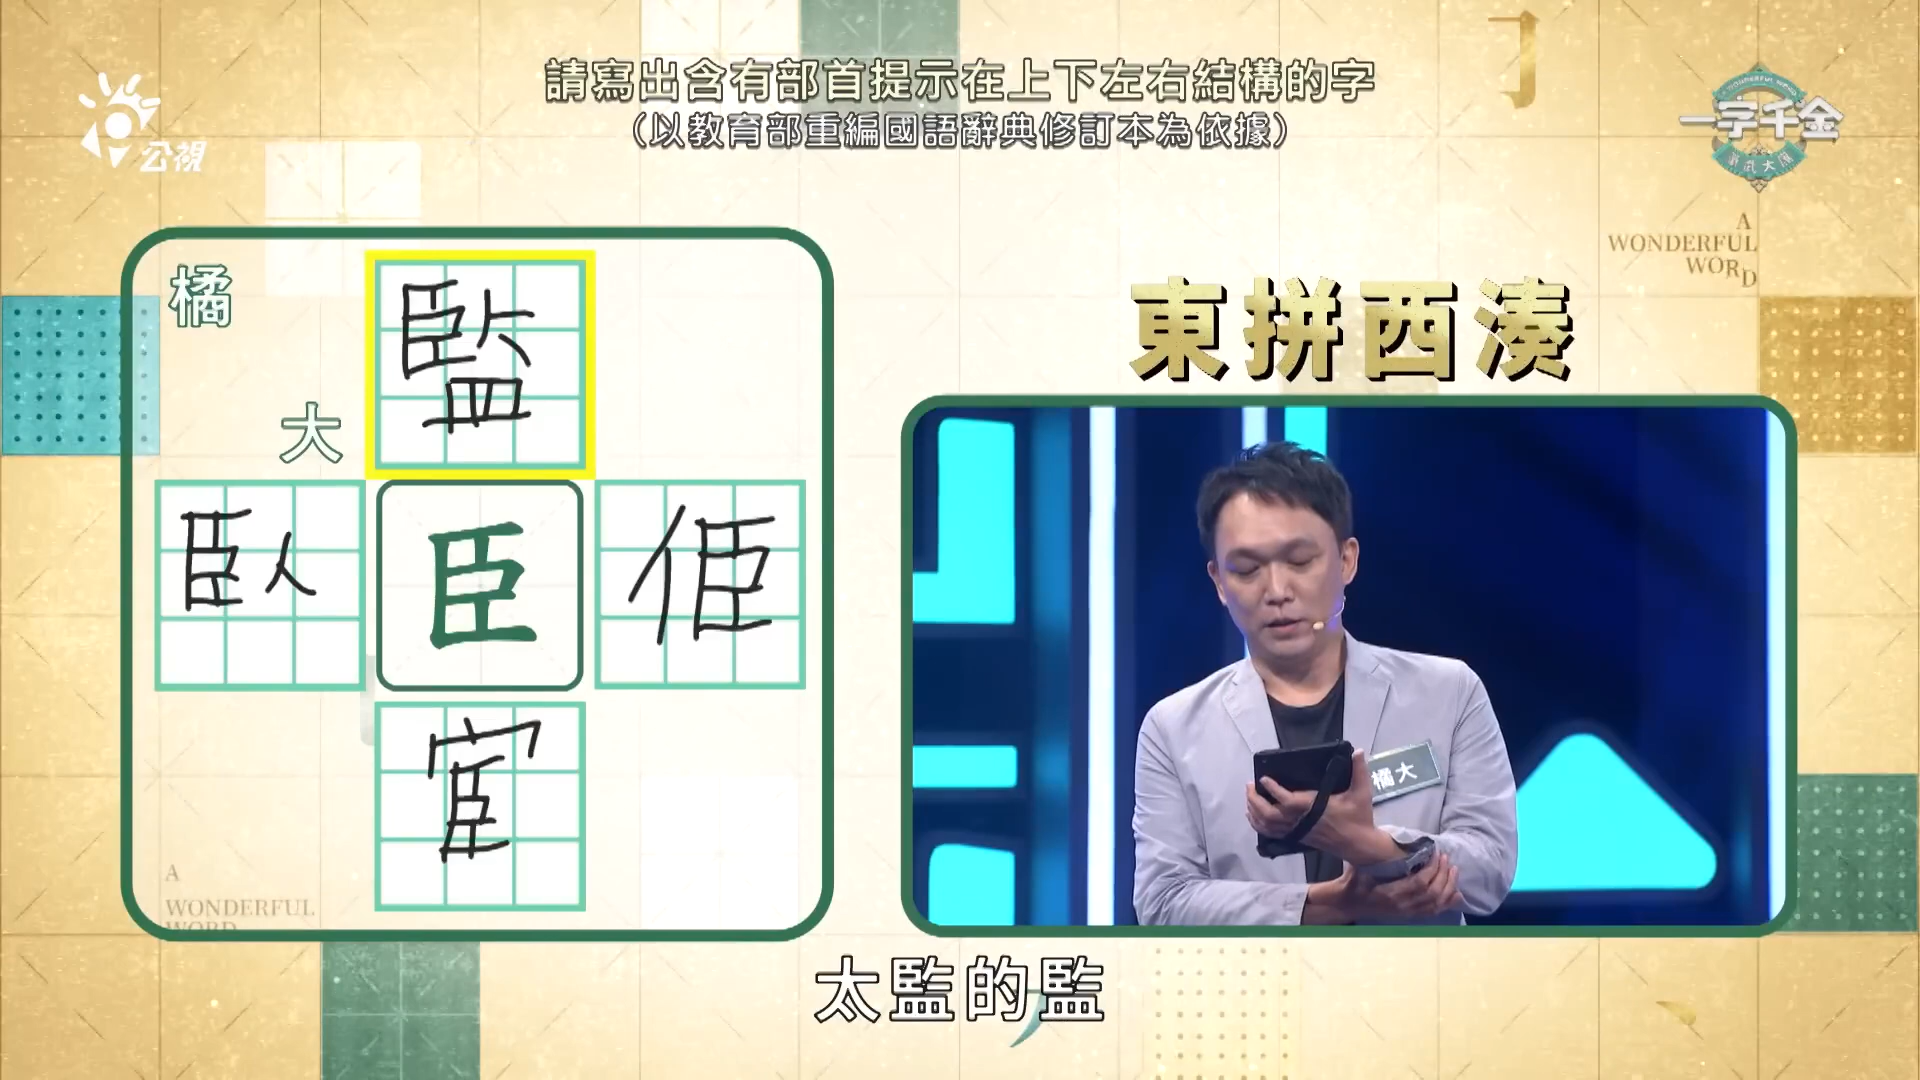 請寫出含有部首提示在上下左右結構的字
(以教育部重編國語辭典修訂本為依據)
公視
一字千金
A
WONDERFUL
WORD
橘大
監
臥
臣
𠈱
宦
東拼西湊
橘大
A
WONDERFUL
WORD
太監的監